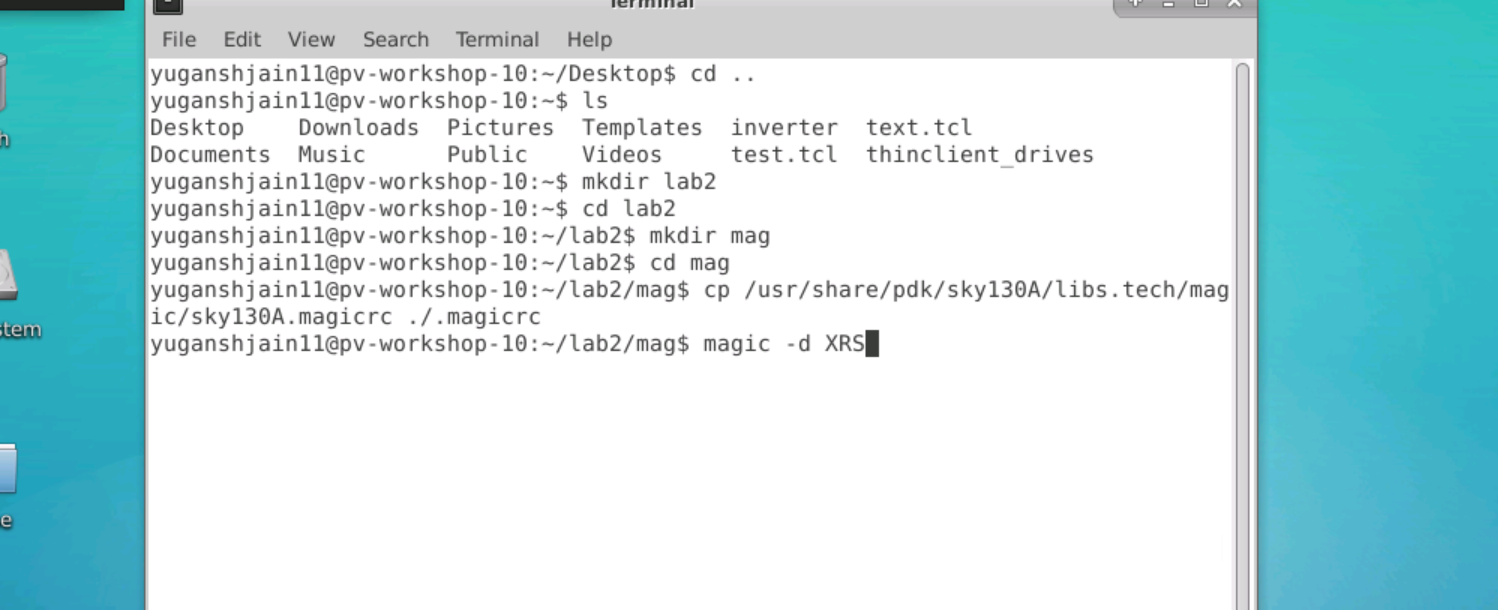 Terminal
File Edit View Search Terminal Help
yuganshjain11@pv-workshop-10:~/Desktop$ cd ..
yuganshjain11@pv-workshop-10:~$ ls
Desktop    Downloads  Pictures  Templates  inverter  text.tcl
Documents  Music      Public    Videos     test.tcl  thinclient_drives
yuganshjain11@pv-workshop-10:~$ mkdir lab2
yuganshjain11@pv-workshop-10:~$ cd lab2
yuganshjain11@pv-workshop-10:~/lab2$ mkdir mag
yuganshjain11@pv-workshop-10:~/lab2$ cd mag
yuganshjain11@pv-workshop-10:~/lab2/mag$ cp /usr/share/pdk/sky130A/libs.tech/mag
ic/sky130A.magicrc ./.magicrc
yuganshjain11@pv-workshop-10:~/lab2/mag$ magic -d XRS